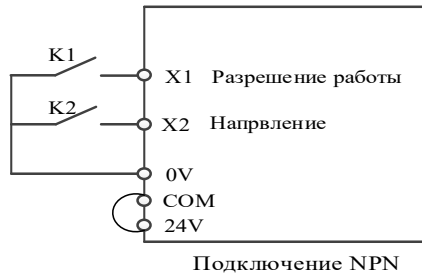 K1
X1 Разрешение работы
K2
X2 Напрвление
0V
COM
24V
Подключение NPN